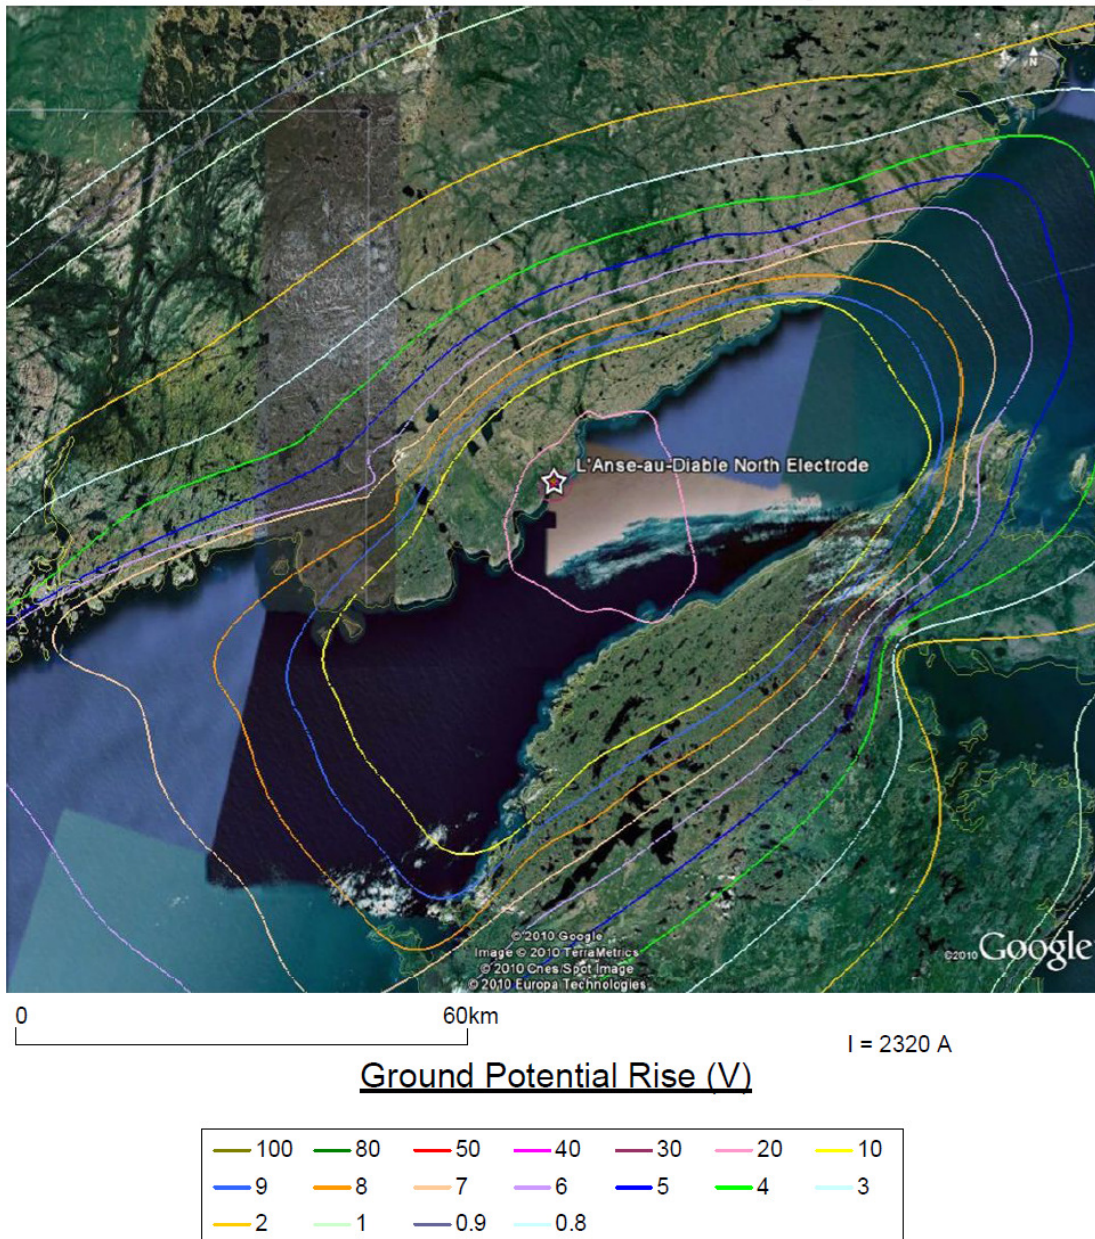 N
L'Anse-au-Diable North Electrode
© 2010 Google
Image © 2010 TerraMetrics
© 2010 Cnes Spot Image
© 2010 Europa Technologies
©2010 Google
0 60km
I = 2320 A
Ground Potential Rise (V)
100 80 50 40 30 20 10
9 8 7 6 5 4 3
2 1 0.9 0.8